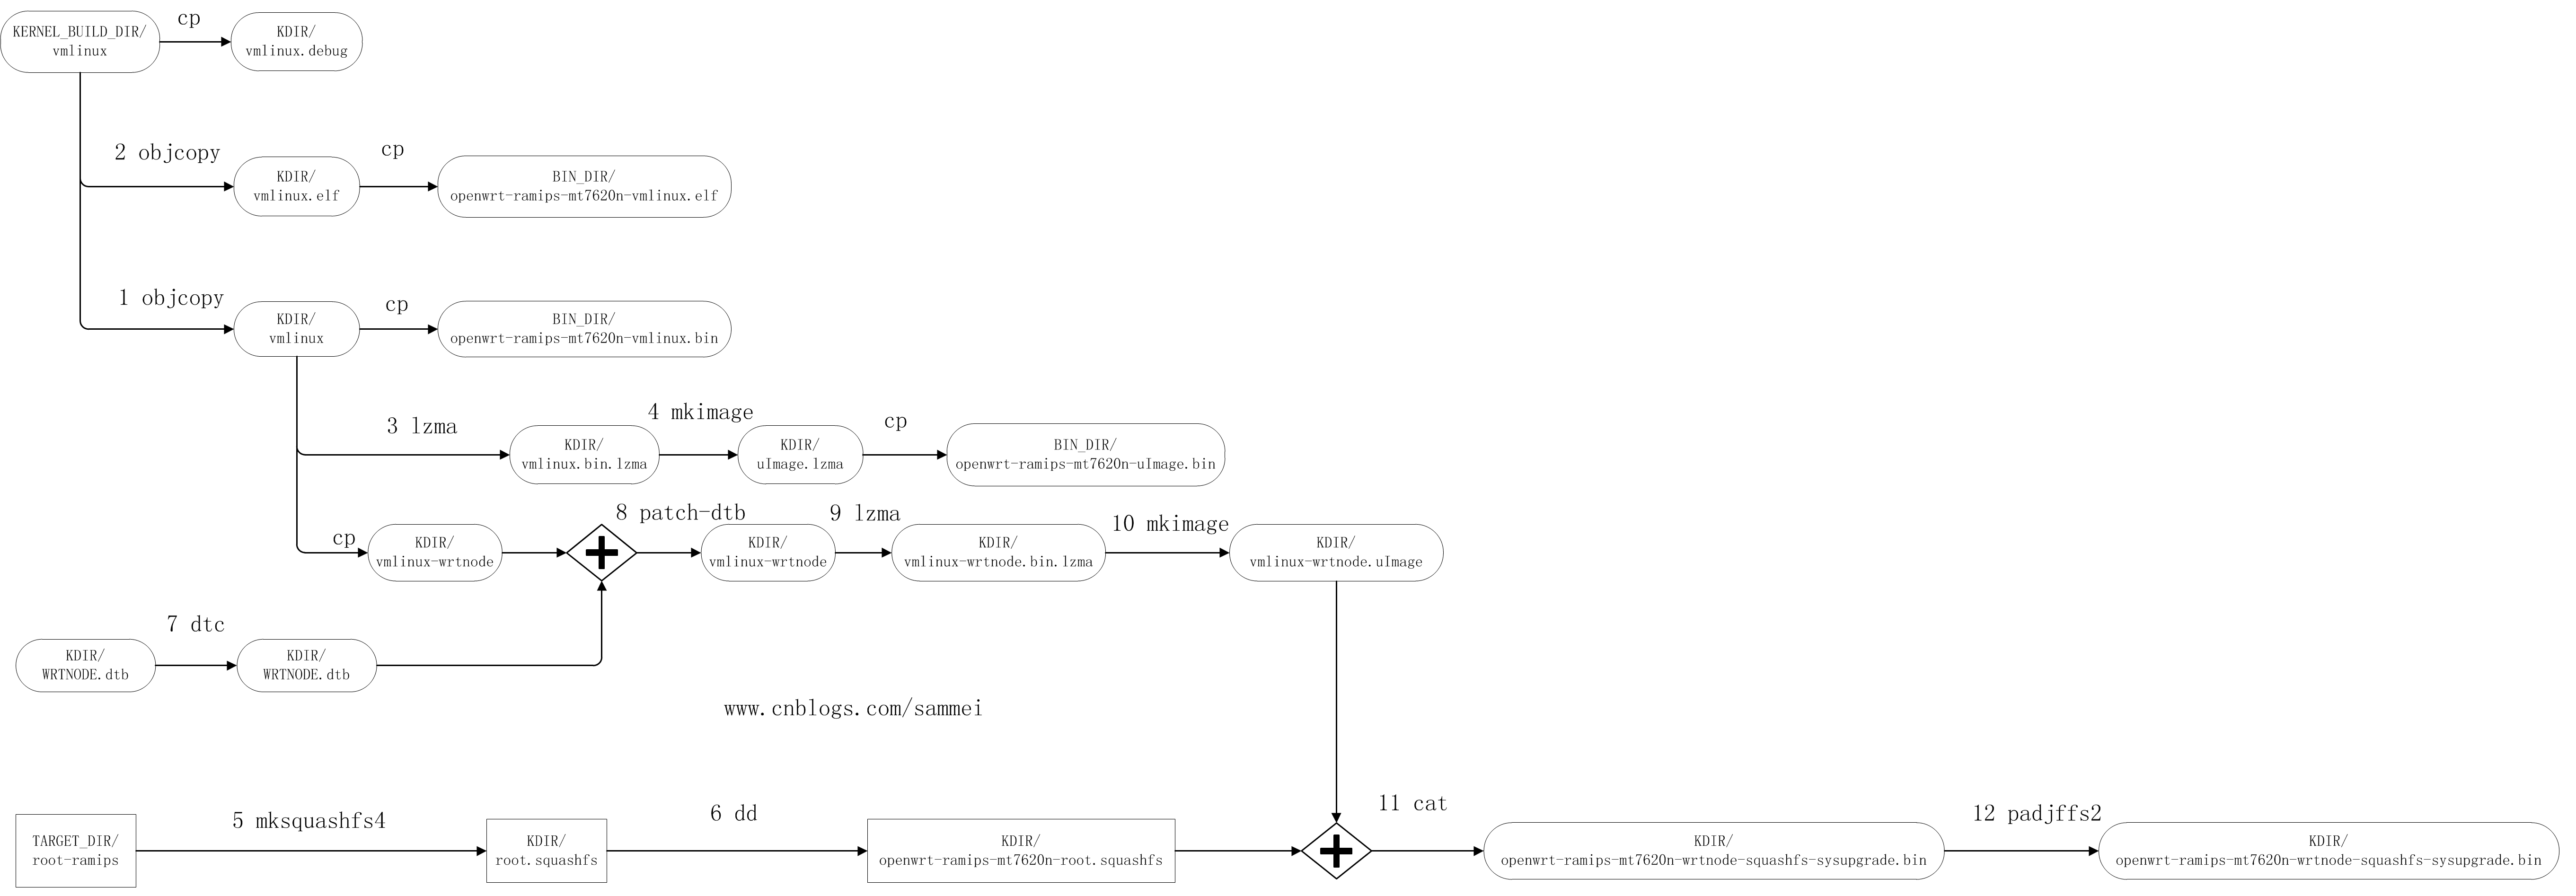 cp
KERNEL_BUILD_DIR/
vmlinux
KDIR/
vmlinux.debug
2 objcopy
cp
KDIR/
vmlinux.elf
BIN_DIR/
openwrt-ramips-mt7620n-vmlinux.elf
1 objcopy
cp
KDIR/
vmlinux
BIN_DIR/
openwrt-ramips-mt7620n-vmlinux.bin
3 lzma
4 mkimage
cp
KDIR/
vmlinux.bin.lzma
KDIR/
uImage.lzma
BIN_DIR/
openwrt-ramips-mt7620n-uImage.bin
cp
8 patch-dtb
9 lzma
10 mkimage
KDIR/
vmlinux-wrtnode
KDIR/
vmlinux-wrtnode
KDIR/
vmlinux-wrtnode.bin.lzma
KDIR/
vmlinux-wrtnode.uImage
7 dtc
KDIR/
WRTNODE.dtb
KDIR/
WRTNODE.dtb
www.cnblogs.com/sammei
5 mksquashfs4
6 dd
11 cat
12 padjffs2
TARGET_DIR/
root-ramips
KDIR/
root.squashfs
KDIR/
openwrt-ramips-mt7620n-root.squashfs
KDIR/
openwrt-ramips-mt7620n-wrtnode-squashfs-sysupgrade.bin
KDIR/
openwrt-ramips-mt7620n-wrtnode-squashfs-sysupgrade.bin